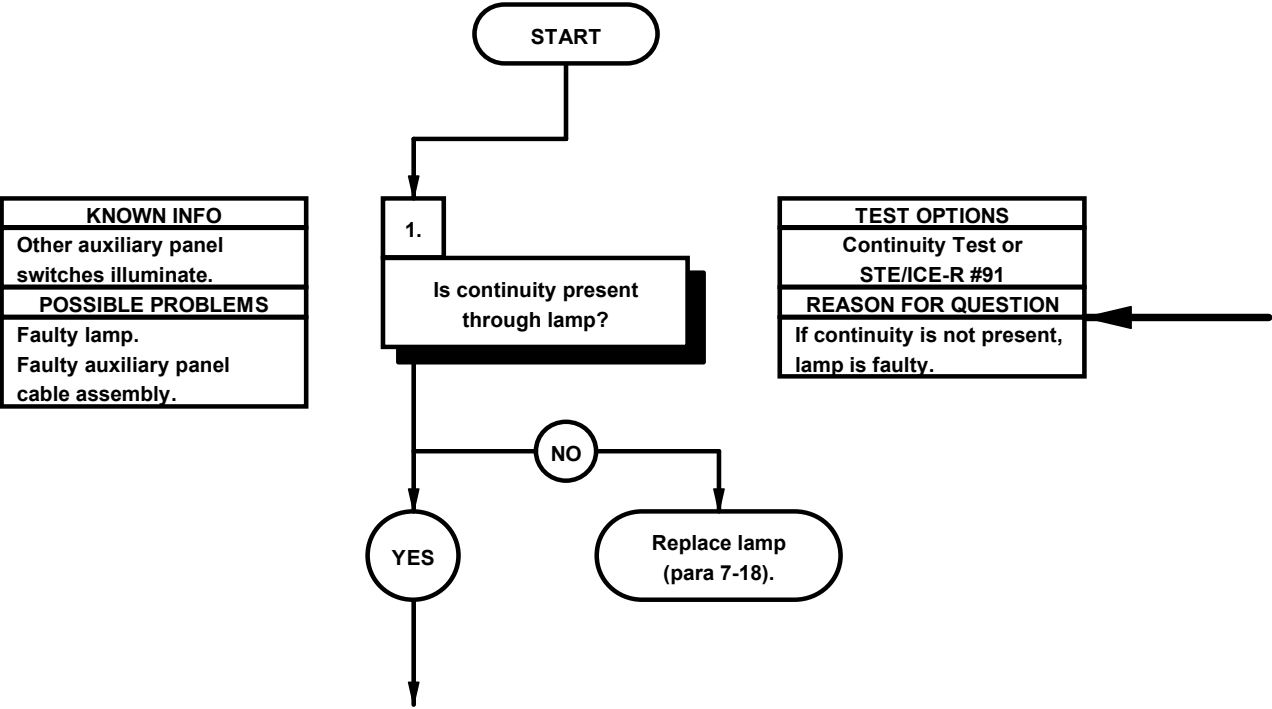 START
KNOWN INFO
Other auxiliary panel
switches illuminate.
POSSIBLE PROBLEMS
Faulty lamp.
Faulty auxiliary panel
cable assembly.
1.
Is continuity present
through lamp?
TEST OPTIONS
Continuity Test or
STE/ICE-R #91
REASON FOR QUESTION
If continuity is not present,
lamp is faulty.
NO
YES
Replace lamp
(para 7-18).